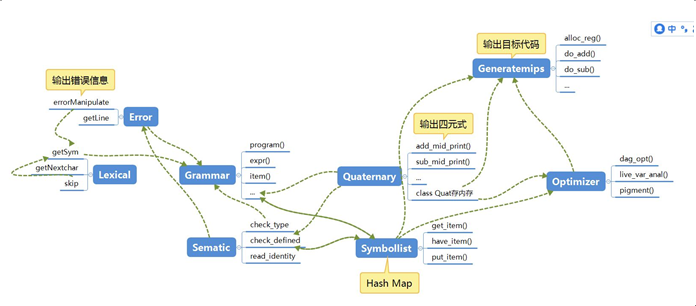 中
输出目标代码
alloc_reg()
Generatemips
do_add()
do_sub()
...
输出错误信息
errorManipulate
getLine
Error
输出四元式
getSym
getNextchar
skip
Lexical
Grammar
program()
expr()
item()
...
Quaternary
add_mid_print()
sub_mid_print()
...
class Quat存内存
Optimizer
dag_opt()
live_var_anal()
pigment()
Sematic
check_type
check_defined
read_identity
Symbollist
get_item()
have_item()
put_item()
Hash Map